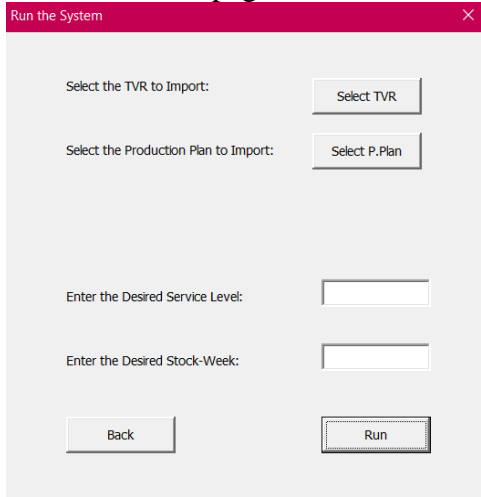 Run the System
Select the TVR to Import:
Select TVR
Select the Production Plan to Import:
Select P.Plan
Enter the Desired Service Level:
Enter the Desired Stock-Week:
Back
Run